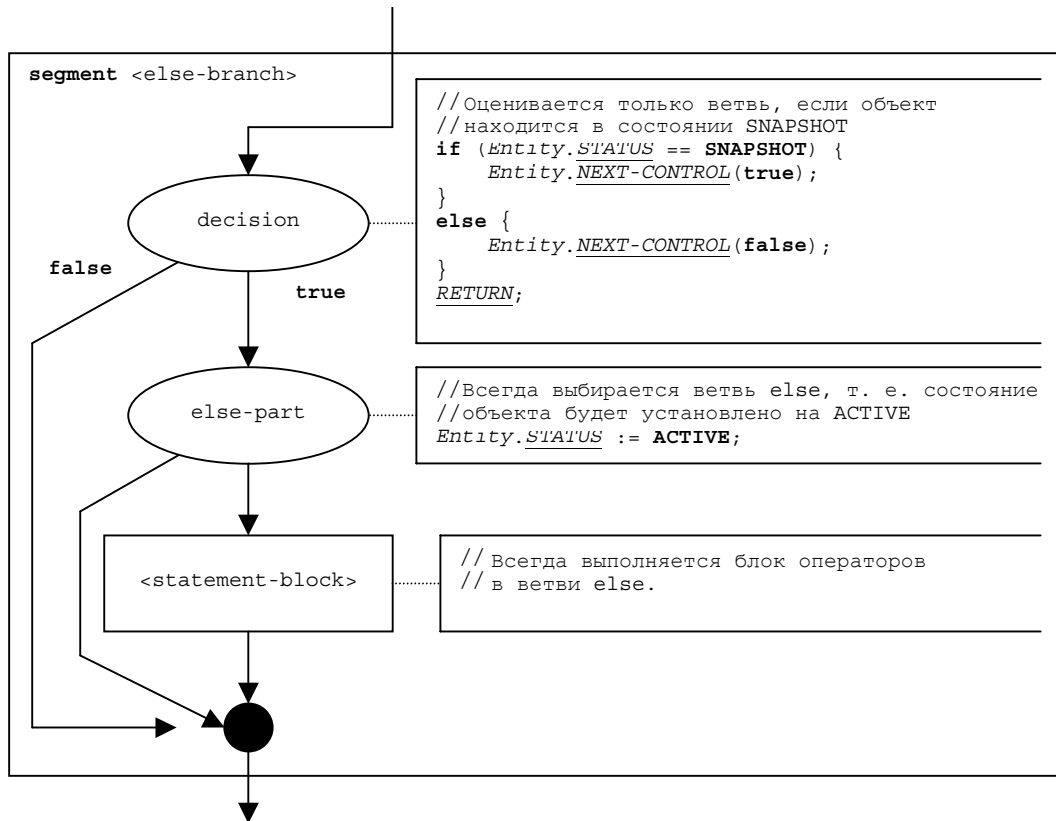 segment <else-branch>
//Оценивается только ветвь, если объект
//находится в состоянии SNAPSHOT
if (Entity.STATUS == SNAPSHOT) {
Entity.NEXT-CONTROL(true);
}
else {
Entity.NEXT-CONTROL(false);
}
RETURN;
decision
false
true
//Всегда выбирается ветвь else, т. е. состояние
//объекта будет установлено на ACTIVE
Entity.STATUS := ACTIVE;
else-part
// Всегда выполняется блок операторов
// в ветви else.
<statement-block>